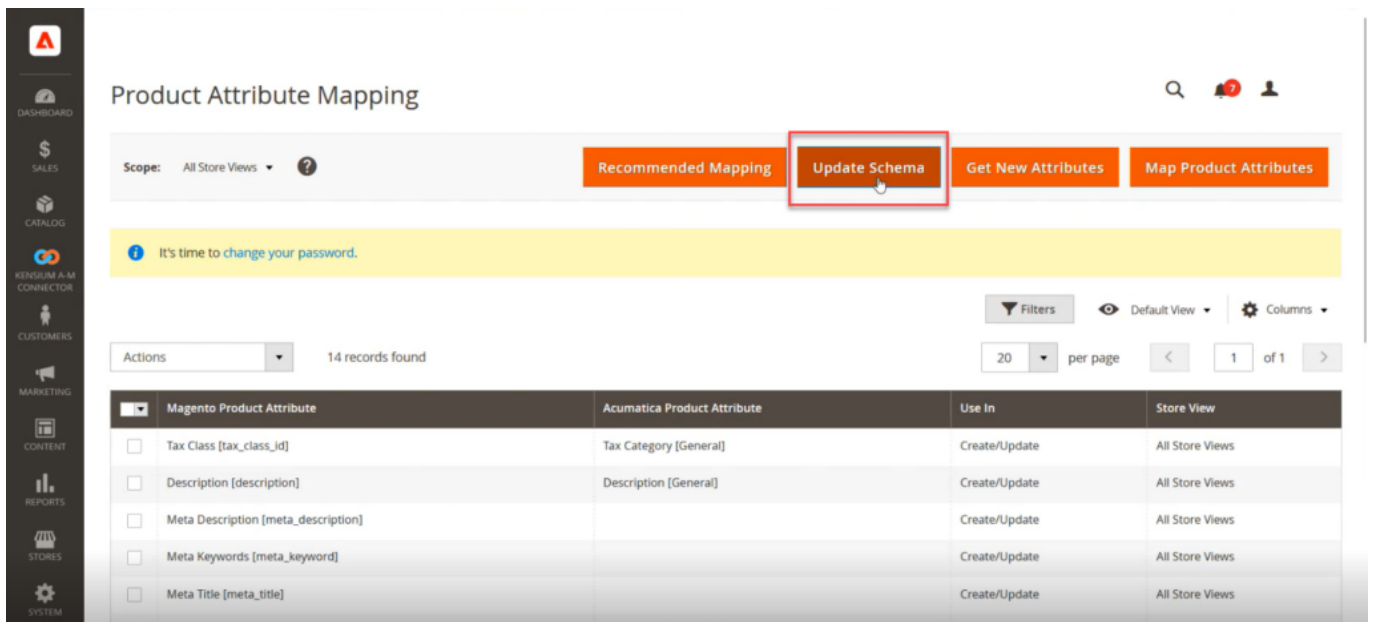 Product Attribute Mapping
7
DASHBOARD
SALES
CATALOG
KENSIUM A-M
CONNECTOR
CUSTOMERS
MARKETING
CONTENT
REPORTS
STORES
SYSTEM
Scope: All Store Views ?
Recommended Mapping Update Schema Get New Attributes Map Product Attributes
It's time to change your password.
Filters Default View Columns
Actions 14 records found 20 per page 1 of 1
Magento Product Attribute Acumatica Product Attribute Use In Store View
Tax Class [tax_class_id] Tax Category [General] Create/Update All Store Views
Description [description] Description [General] Create/Update All Store Views
Meta Description [meta_description] Create/Update All Store Views
Meta Keywords [meta_keyword] Create/Update All Store Views
Meta Title [meta_title] Create/Update All Store Views